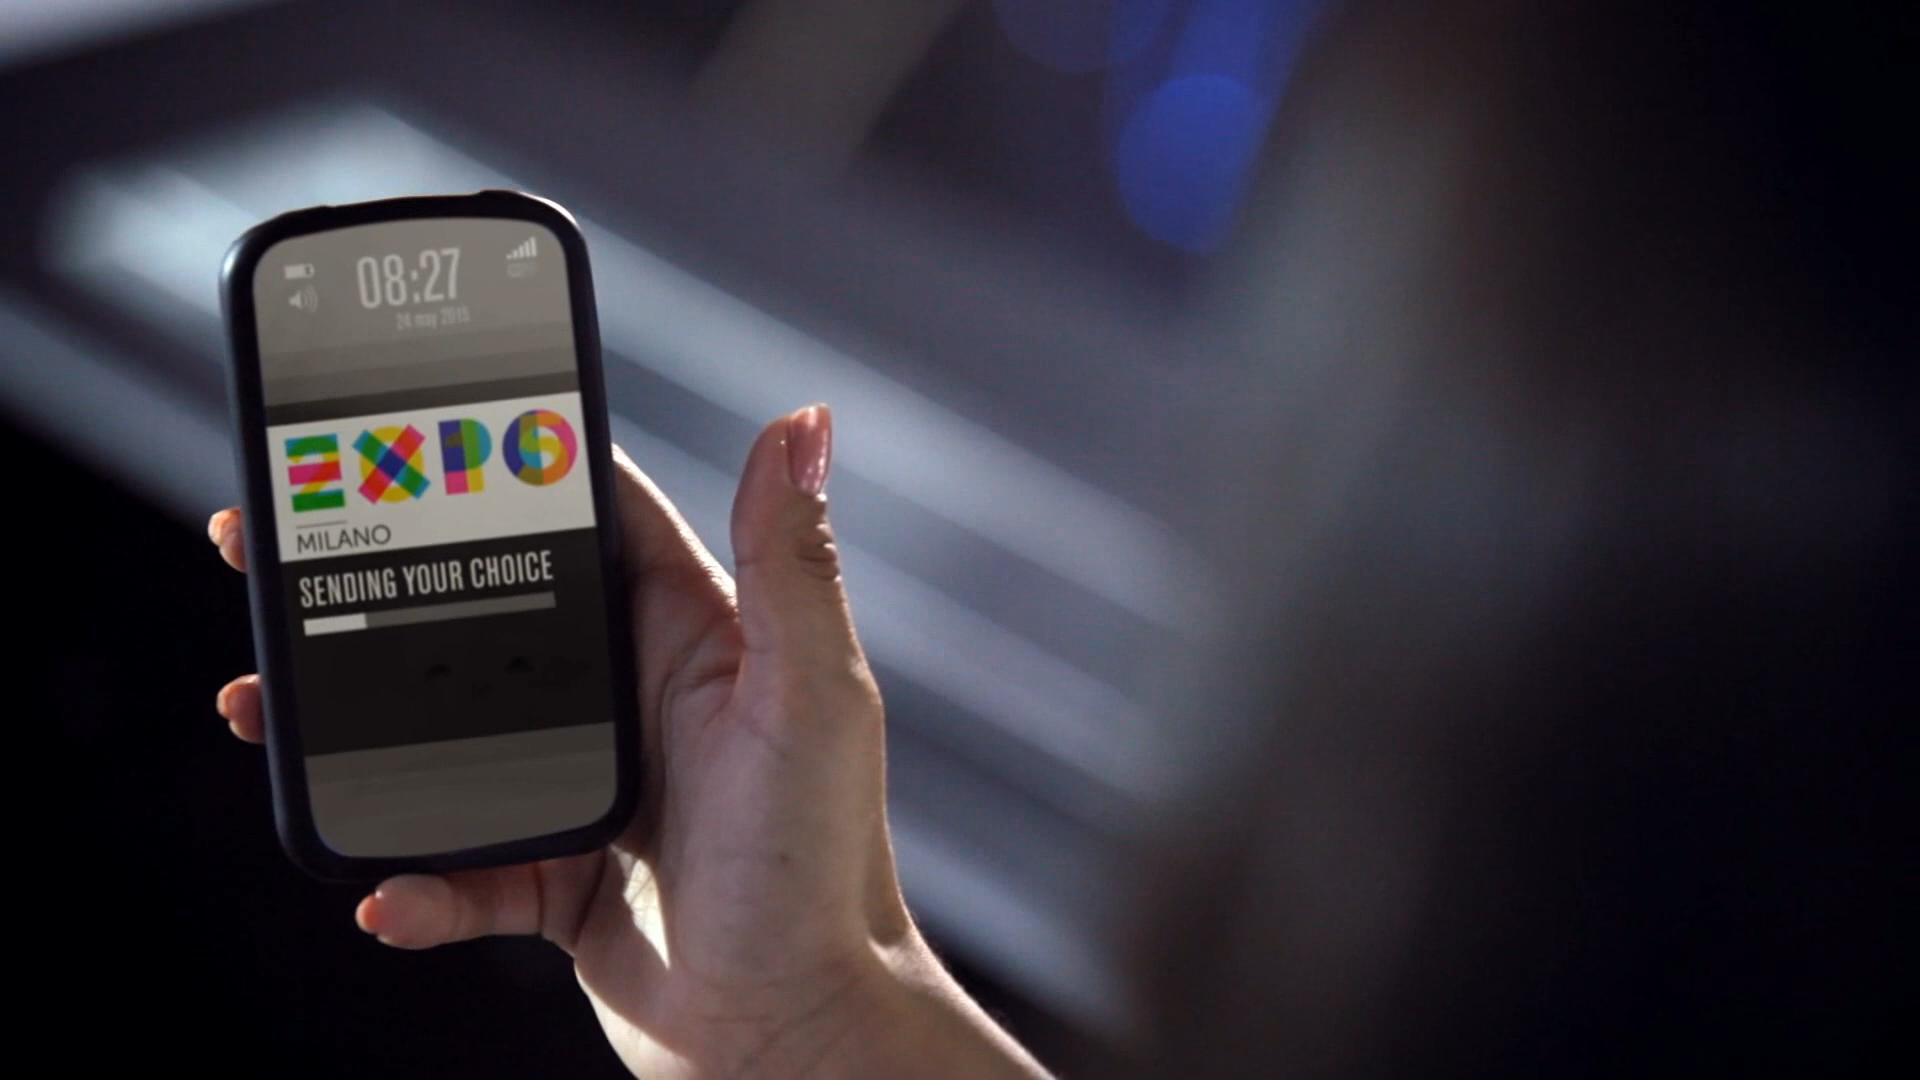 08:27
24 may 2015
EXPO
MILANO
SENDING YOUR CHOICE